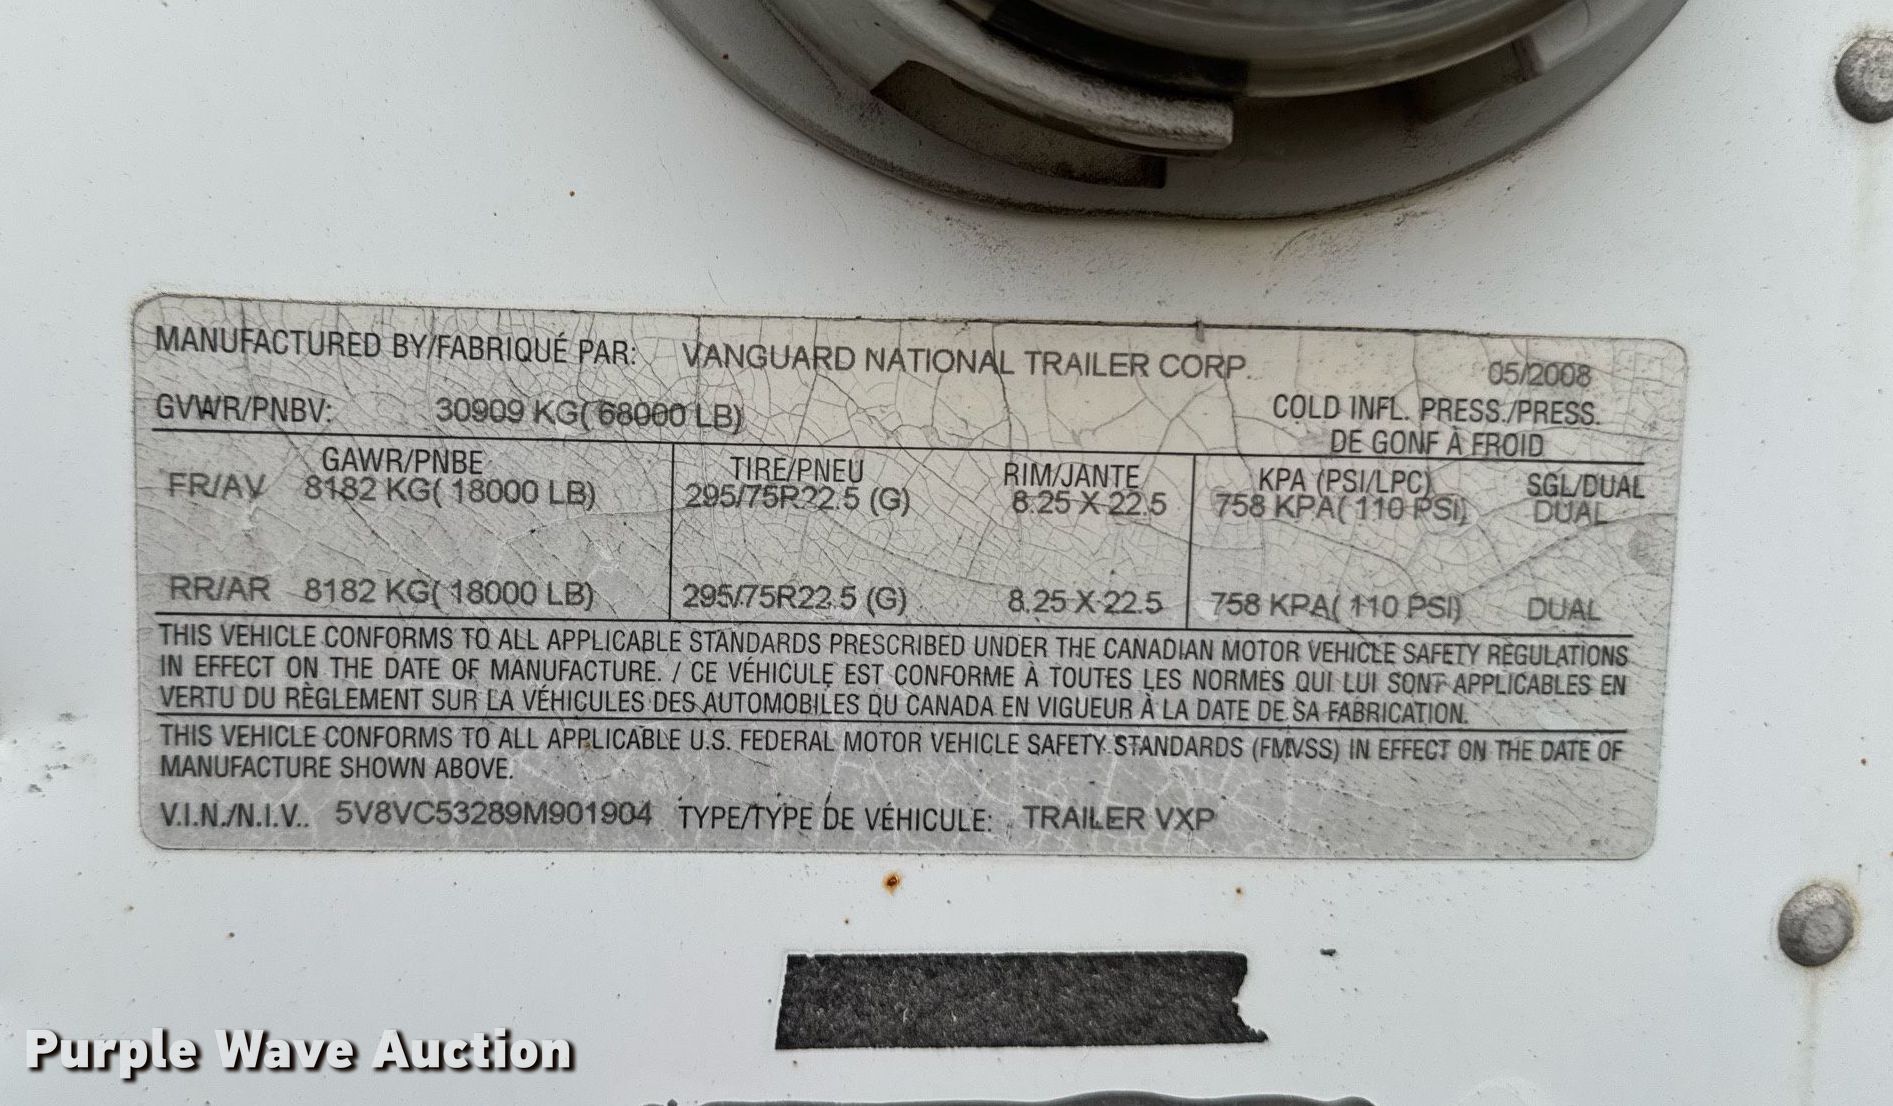 MANUFACTURED BY/FABRIQUÉ PAR: VANGUARD NATIONAL TRAILER CORP. 05/2008
GVWR/PNBV: 30909 KG( 68000 LB) COLD INFL. PRESS./PRESS.
DE GONF À FROID
GAWR/PNBE TIRE/PNEU RIM/JANTE KPA (PSI/LPC) SGL/DUAL
FR/AV 8182 KG( 18000 LB) 295/75R22.5 (G) 8.25 X 22.5 758 KPA( 110 PSI) DUAL
RR/AR 8182 KG( 18000 LB) 295/75R22.5 (G) 8.25 X 22.5 758 KPA( 110 PSI) DUAL
THIS VEHICLE CONFORMS TO ALL APPLICABLE STANDARDS PRESCRIBED UNDER THE CANADIAN MOTOR VEHICLE SAFETY REGULATIONS
IN EFFECT ON THE DATE OF MANUFACTURE. / CE VÉHICULE EST CONFORME À TOUTES LES NORMES QUI LUI SONT APPLICABLES EN
VERTU DU RÈGLEMENT SUR LA VÉHICULES DES AUTOMOBILES DU CANADA EN VIGUEUR À LA DATE DE SA FABRICATION.
THIS VEHICLE CONFORMS TO ALL APPLICABLE U.S. FEDERAL MOTOR VEHICLE SAFETY STANDARDS (FMVSS) IN EFFECT ON THE DATE OF
MANUFACTURE SHOWN ABOVE.
V.I.N./N.I.V.. 5V8VC53289M901904 TYPE/TYPE DE VÉHICULE: TRAILER VXP
Purple Wave Auction